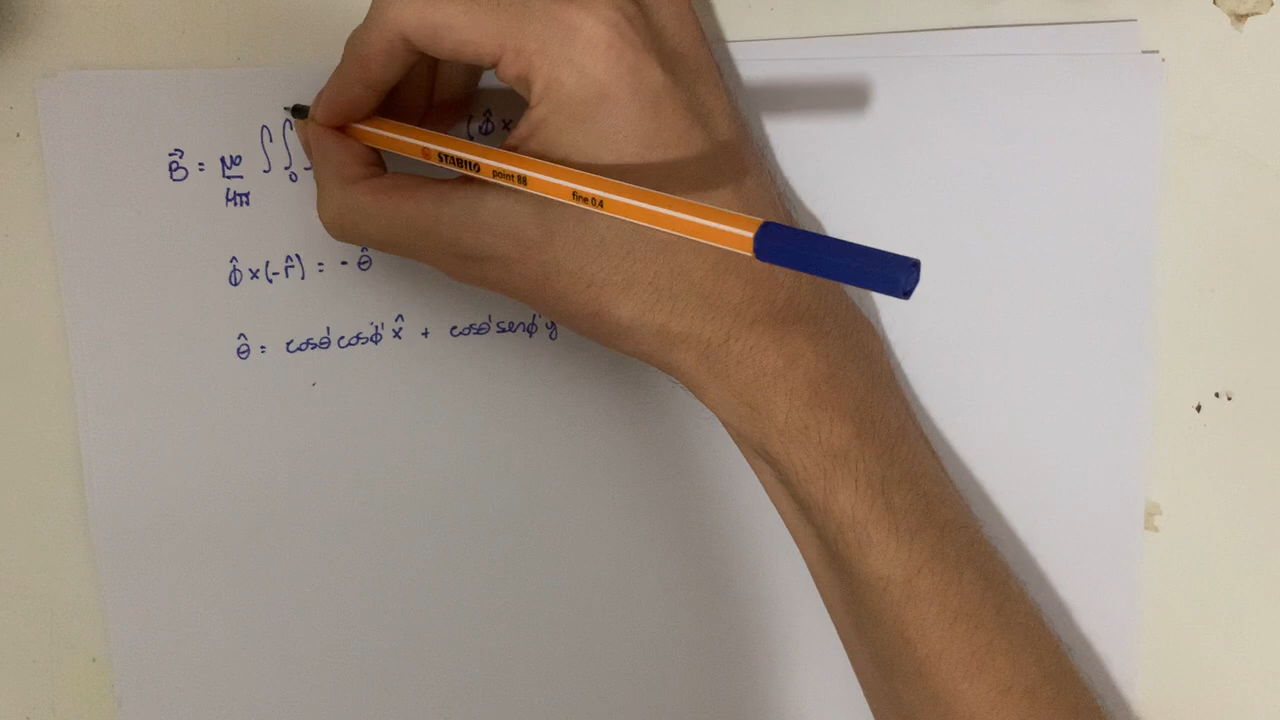 B⃗ = μ₀/4π ∫∫₀ (φ̂ ×
φ̂ × (-r̂) = - θ̂
θ̂ = cosθ' cosφ' x̂ + cosθ' senφ' y
STABILO point 88 fine 0,4